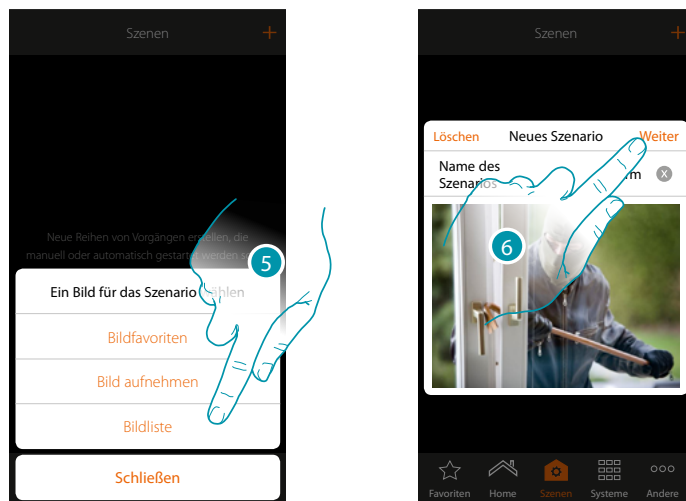 Szenen
+
Neue Reihen von Vorgängen erstellen, die
manuell oder automatisch gestartet werden
5
Ein Bild für das Szenario wählen
Bildfavoriten
Bild aufnehmen
Bildliste
Schließen
Szenen
+
Löschen Neues Szenario Weiter
Name des
Szenarios
X
6
Favoriten Home Szenen Systeme Andere